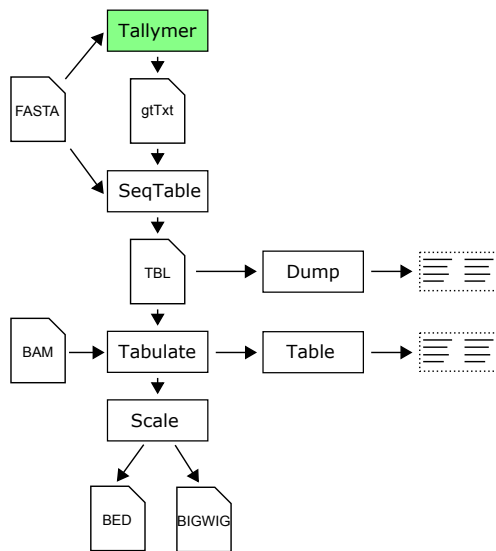 Tallymer
FASTA
gtTxt
SeqTable
TBL
Dump
BAM
Tabulate
Table
Scale
BED
BIGWIG